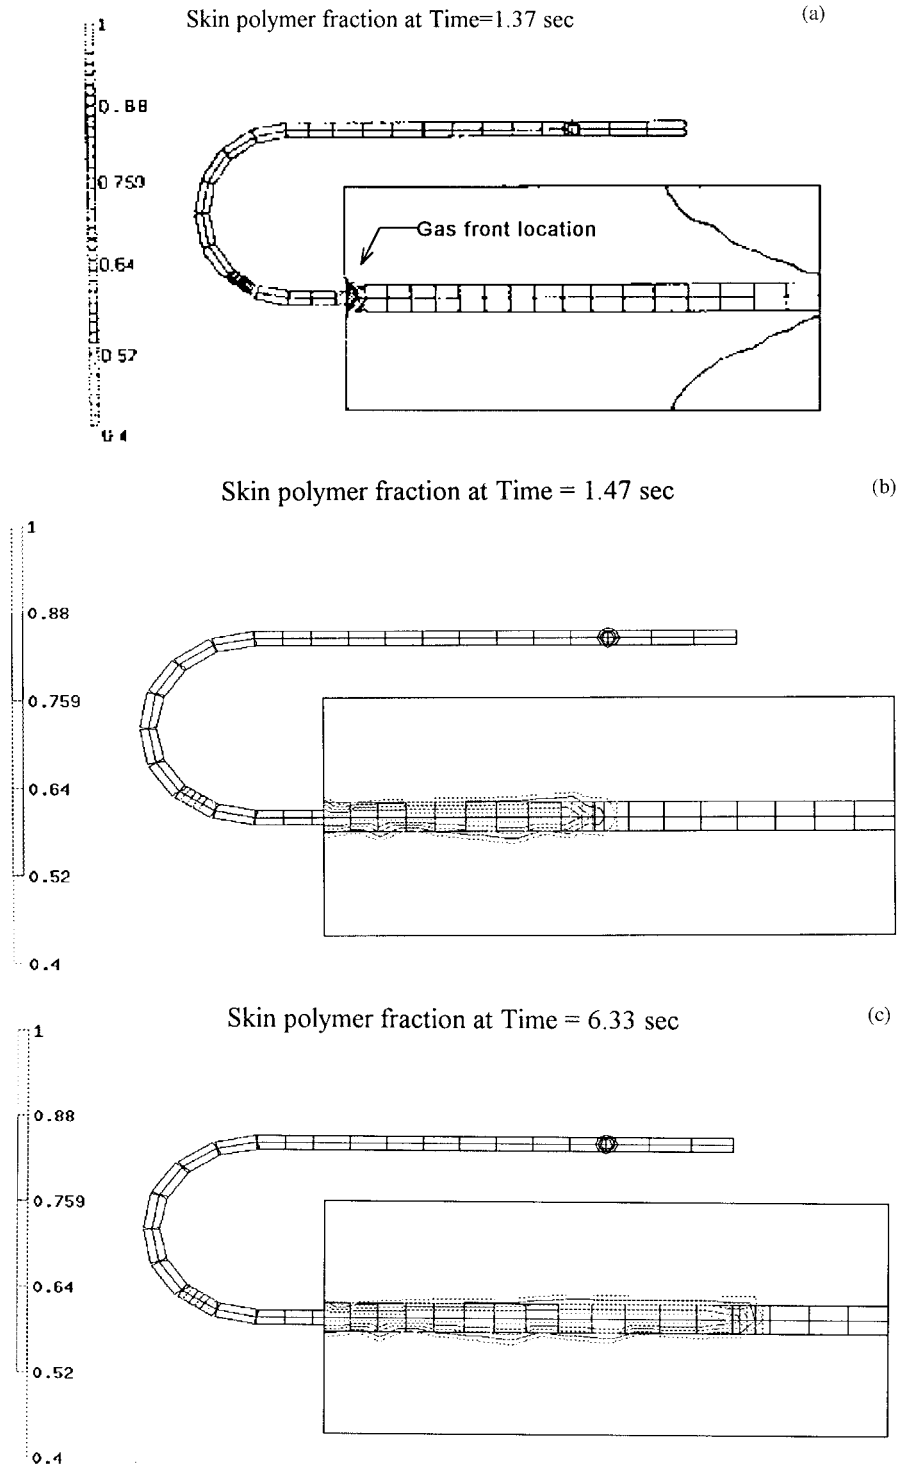 Skin polymer fraction at Time=1.37 sec
(a)
1
0.88
0.759
0.64
0.52
0.4
Gas front location
Skin polymer fraction at Time = 1.47 sec
(b)
1
0.88
0.759
0.64
0.52
0.4
Skin polymer fraction at Time = 6.33 sec
(c)
1
0.88
0.759
0.64
0.52
0.4